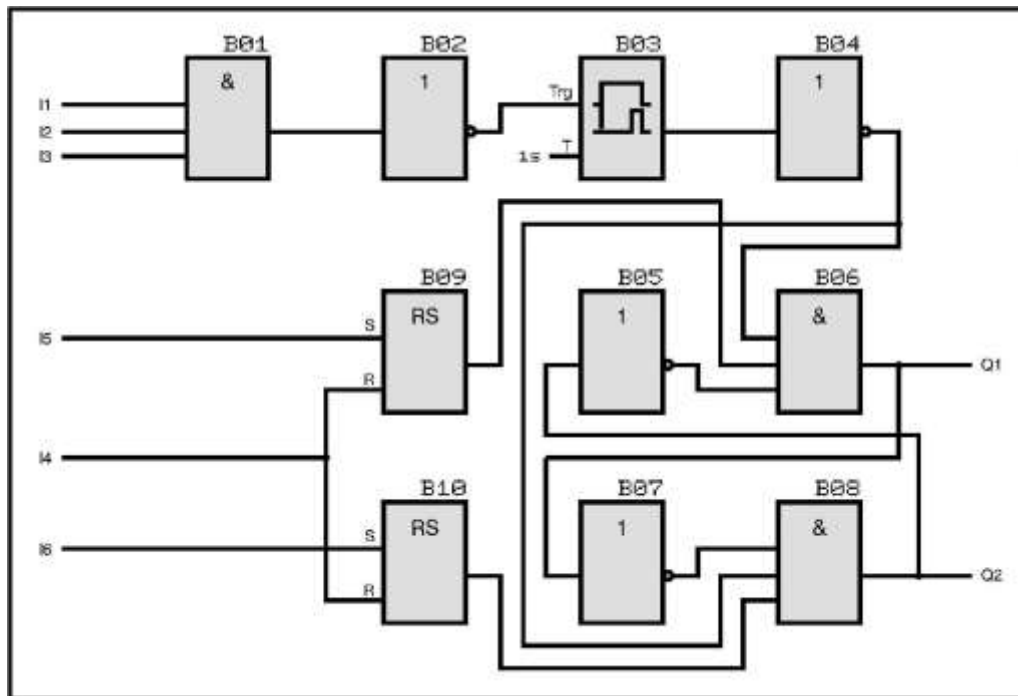 B01 B02 B03 B04
& 1 1
I1 Trg
I2
I3 1s T
B09 B05 B06
RS 1 &
I5 S
Q1
R
I4
B10 B07 B08
RS 1 &
I6 S
Q2
R